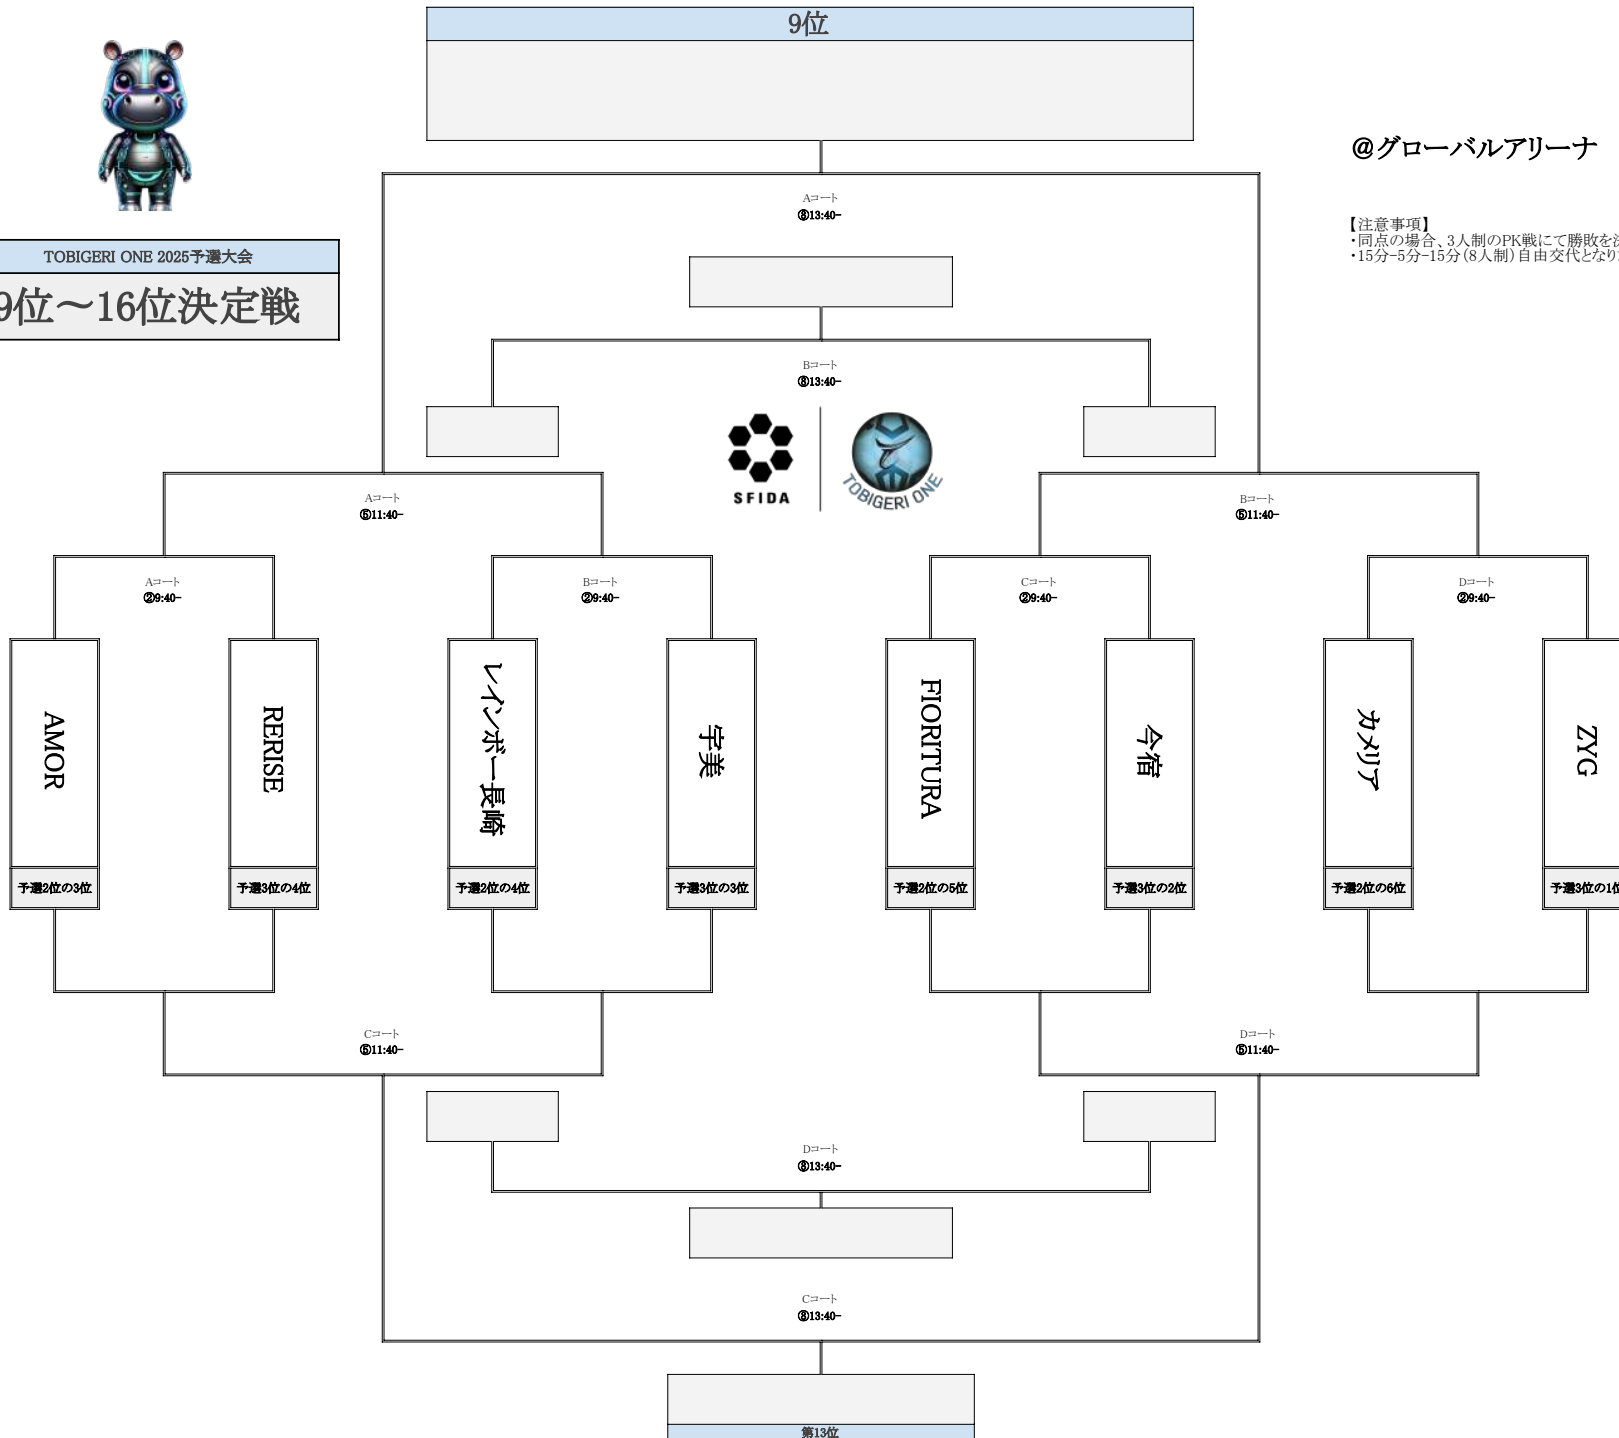 9位
@グローバルアリーナ
【注意事項】
・同点の場合、3人制のPK戦にて勝敗を
・15分-5分-15分(8人制)自由交代となり
TOBIGERI ONE 2025予選大会
9位～16位決定戦
Aコート
⑧13:40-
Bコート
⑧13:40-
SFIDA
TOBIGERI ONE
Aコート
⑤11:40-
Bコート
⑤11:40-
Aコート
②9:40-
Bコート
②9:40-
Cコート
②9:40-
Dコート
②9:40-
AMOR
RERISE
レインボー長崎
宇美
FIORITURA
今宿
カメリア
ZYG
予選2位の3位
予選3位の4位
予選2位の4位
予選3位の3位
予選2位の5位
予選3位の2位
予選2位の6位
予選3位の1位
Cコート
⑤11:40-
Dコート
⑤11:40-
Dコート
⑧13:40-
Cコート
⑧13:40-
第13位